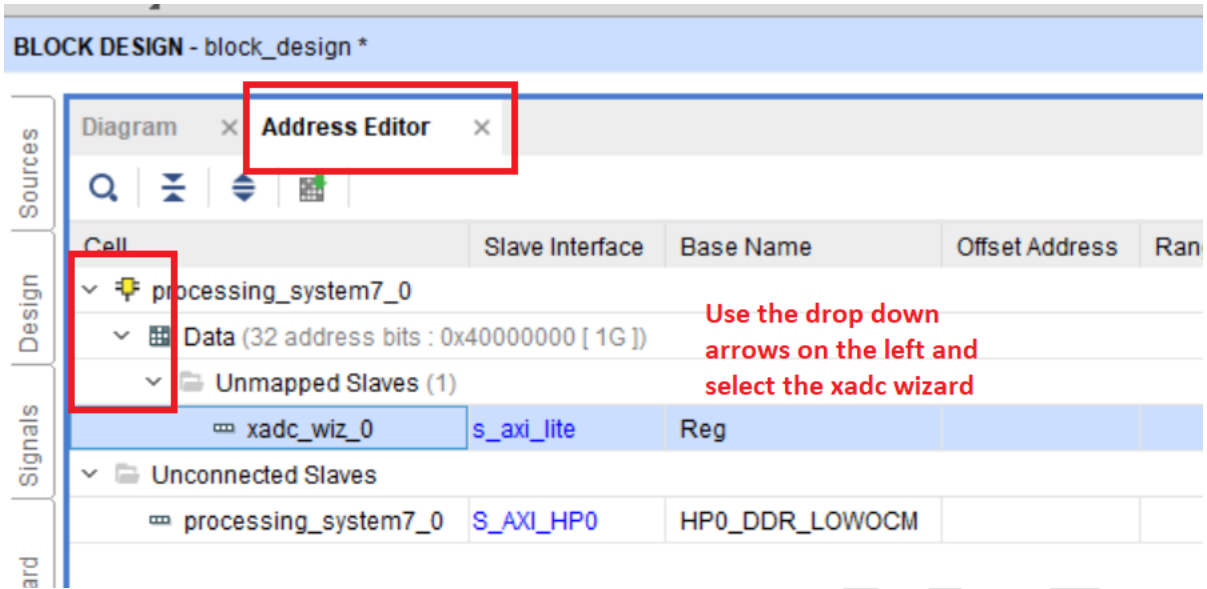 BLOCK DESIGN - block_design *
Diagram Address Editor
Sources
Design
Signals
Cell Slave Interface Base Name Offset Address
processing_system7_0
Data (32 address bits : 0x40000000 [ 1G ])
Unmapped Slaves (1)
xadc_wiz_0 s_axi_lite Reg
Unconnected Slaves
processing_system7_0 S_AXI_HP0 HP0_DDR_LOWOCM
Use the drop down
arrows on the left and
select the xadc wizard